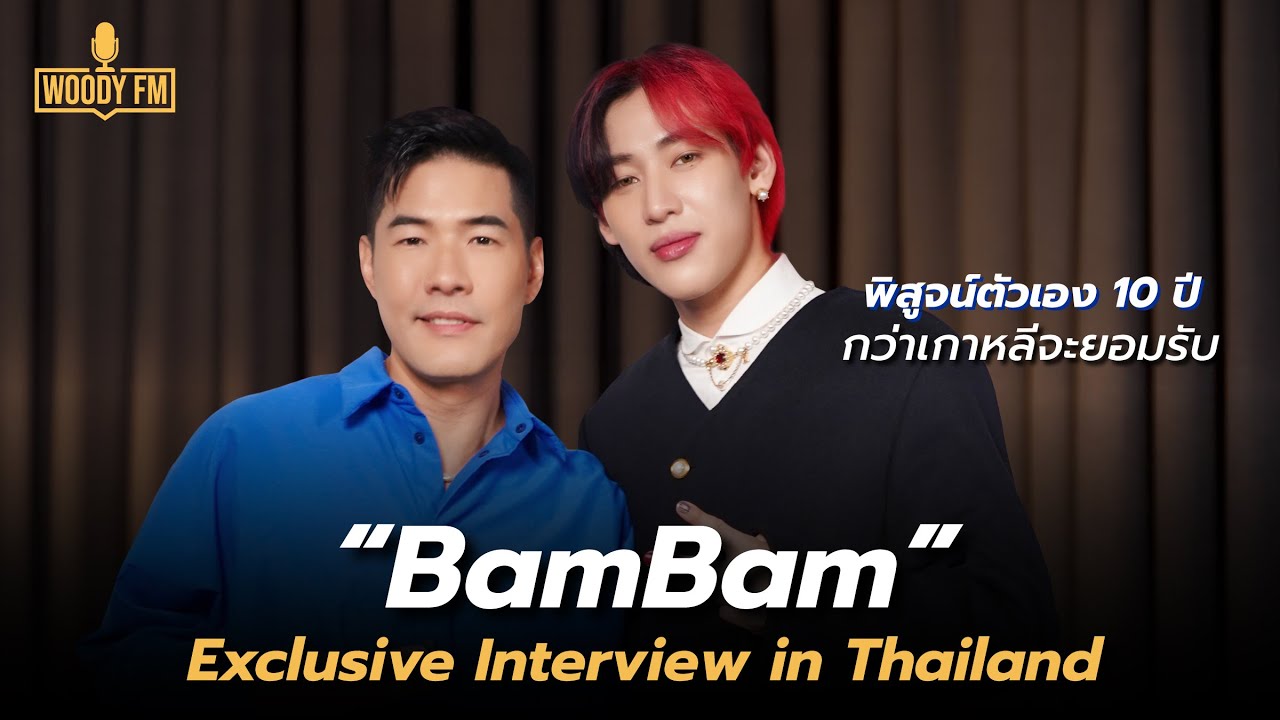 WOODY FM
พิสูจน์ตัวเอง 10 ปี
กว่าเกาหลีจะยอมรับ
“BamBam“
Exclusive Interview in Thailand